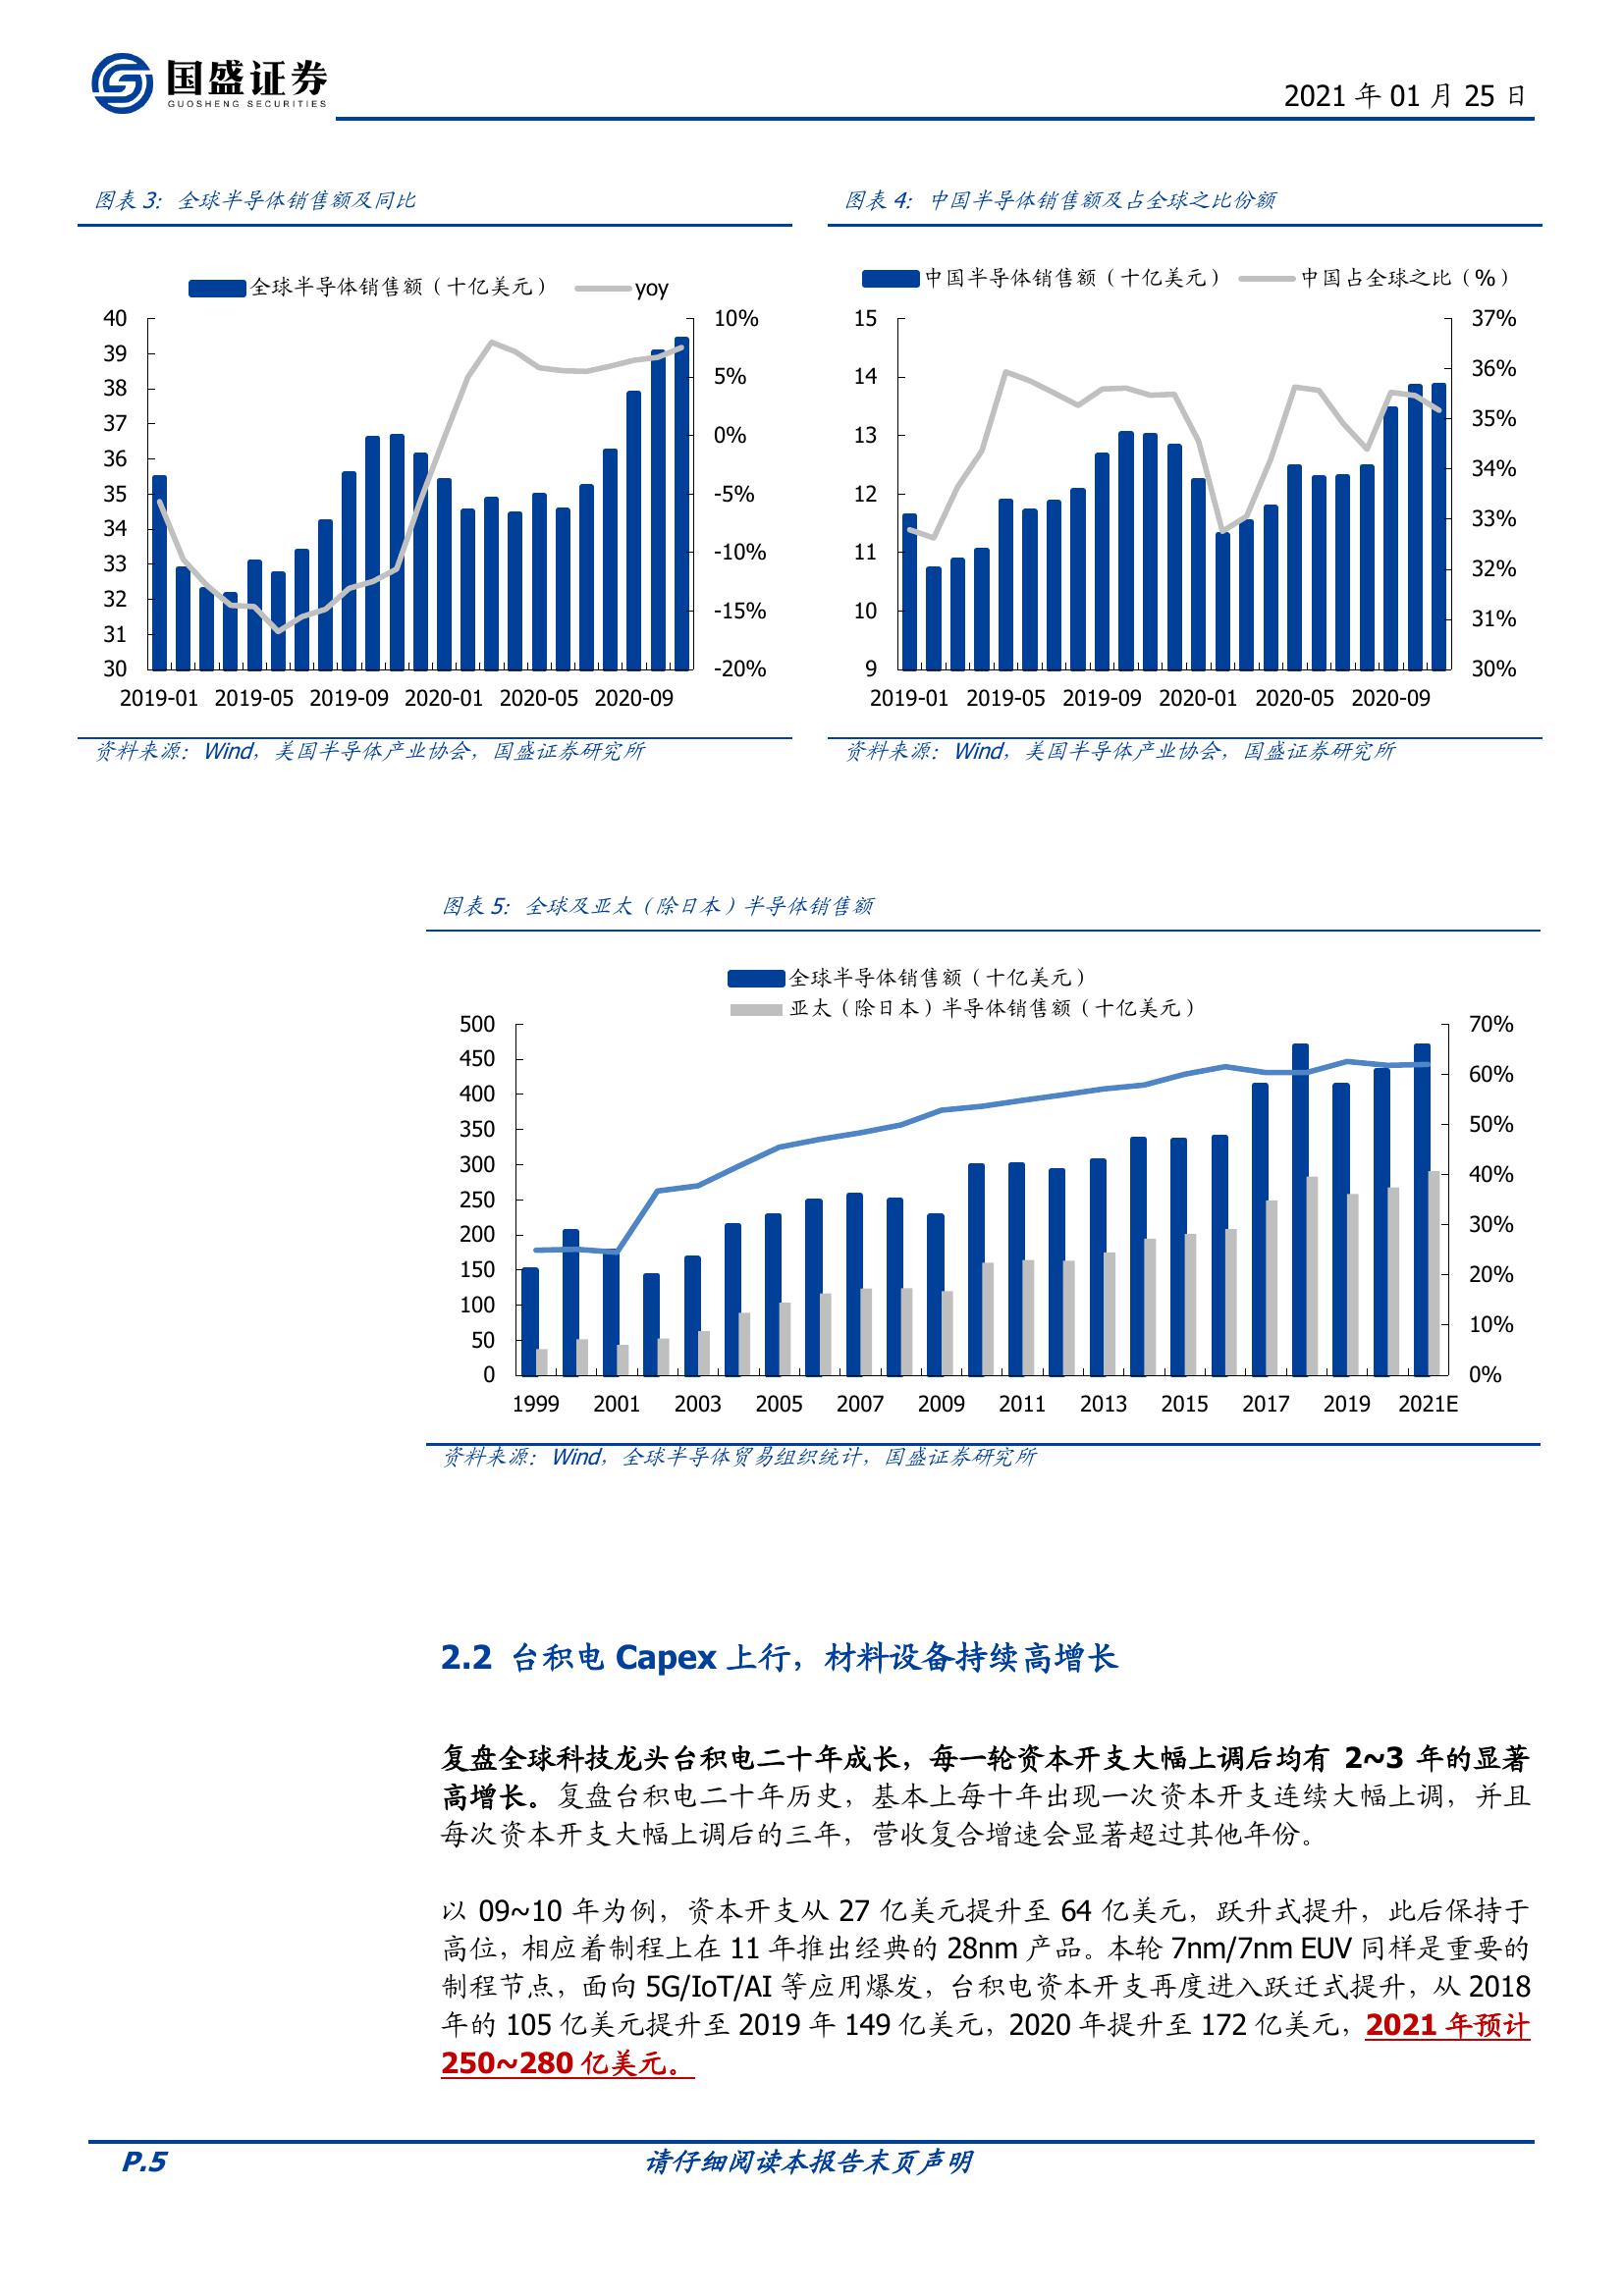 国盛证券
GUOSHENG SECURITIES
2021 年 01 月 25 日
图表 3：全球半导体销售额及同比
全球半导体销售额（十亿美元） yoy
40
39
38
37
36
35
34
33
32
31
30
10%
5%
0%
-5%
-10%
-15%
-20%
2019-01 2019-05 2019-09 2020-01 2020-05 2020-09
资料来源：Wind，美国半导体产业协会，国盛证券研究所
图表 4：中国半导体销售额及占全球之比份额
中国半导体销售额（十亿美元） 中国占全球之比（%）
15
14
13
12
11
10
9
37%
36%
35%
34%
33%
32%
31%
30%
2019-01 2019-05 2019-09 2020-01 2020-05 2020-09
资料来源：Wind，美国半导体产业协会，国盛证券研究所
图表 5：全球及亚太（除日本）半导体销售额
全球半导体销售额（十亿美元）
亚太（除日本）半导体销售额（十亿美元）
500
450
400
350
300
250
200
150
100
50
0
70%
60%
50%
40%
30%
20%
10%
0%
1999 2001 2003 2005 2007 2009 2011 2013 2015 2017 2019 2021E
资料来源：Wind，全球半导体贸易组织统计，国盛证券研究所
2.2 台积电 Capex 上行，材料设备持续高增长
复盘全球科技龙头台积电二十年成长，每一轮资本开支大幅上调后均有 2~3 年的显著
高增长。复盘台积电二十年历史，基本上每十年出现一次资本开支连续大幅上调，并且
每次资本开支大幅上调后的三年，营收复合增速会显著超过其他年份。
以 09~10 年为例，资本开支从 27 亿美元提升至 64 亿美元，跃升式提升，此后保持于
高位，相应着制程上在 11 年推出经典的 28nm 产品。本轮 7nm/7nm EUV 同样是重要的
制程节点，面向 5G/IoT/AI 等应用爆发，台积电资本开支再度进入跃迁式提升，从 2018
年的 105 亿美元提升至 2019 年 149 亿美元，2020 年提升至 172 亿美元，2021 年预计
250~280 亿美元。
P.5 请仔细阅读本报告末页声明